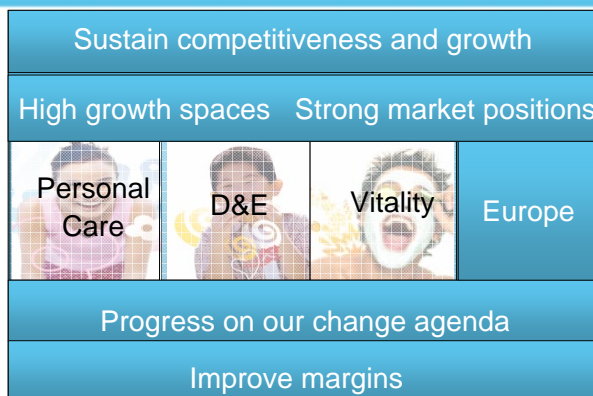 Sustain competitiveness and growth
High growth spaces Strong market positions
Personal
Care
D&E
Vitality
Europe
Progress on our change agenda
Improve margins